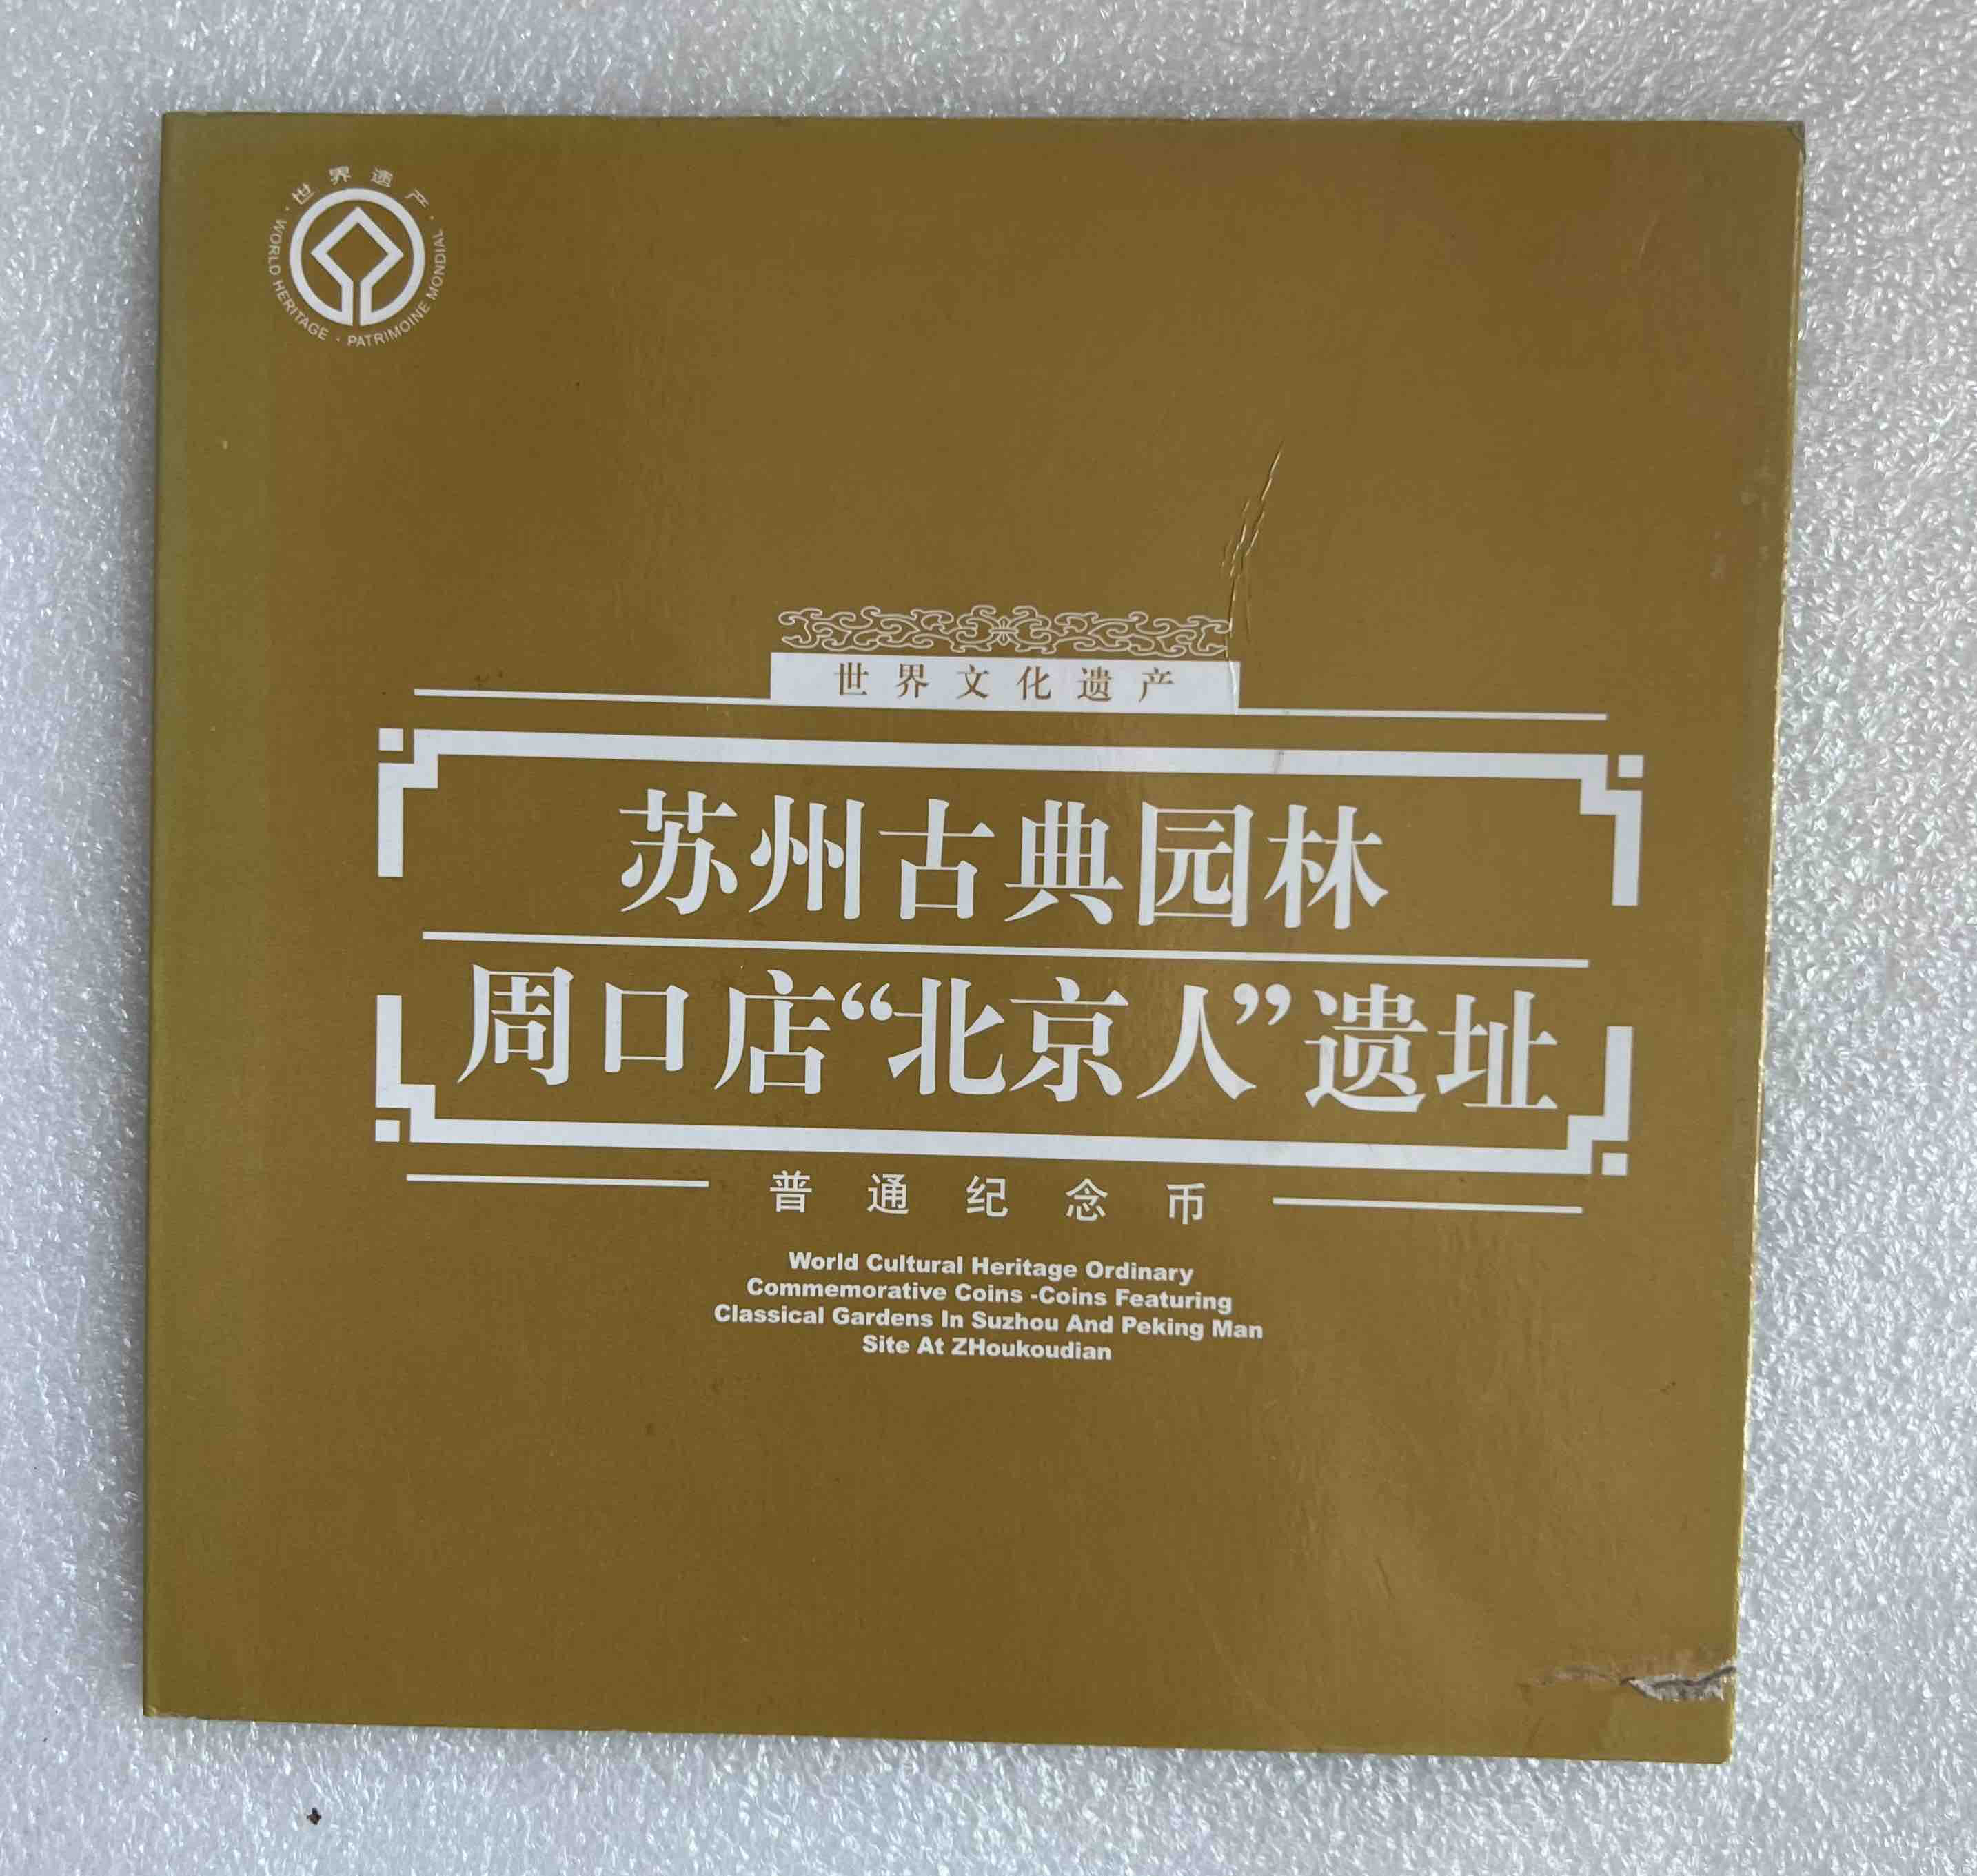 ·世界遗产·
WORLD HERITAGE · PATRIMOINE MONDIAL
世界文化遗产
苏州古典园林
周口店“北京人”遗址
普通纪念币
World Cultural Heritage Ordinary
Commemorative Coins -Coins Featuring
Classical Gardens In Suzhou And Peking Man
Site At ZHoukoudian